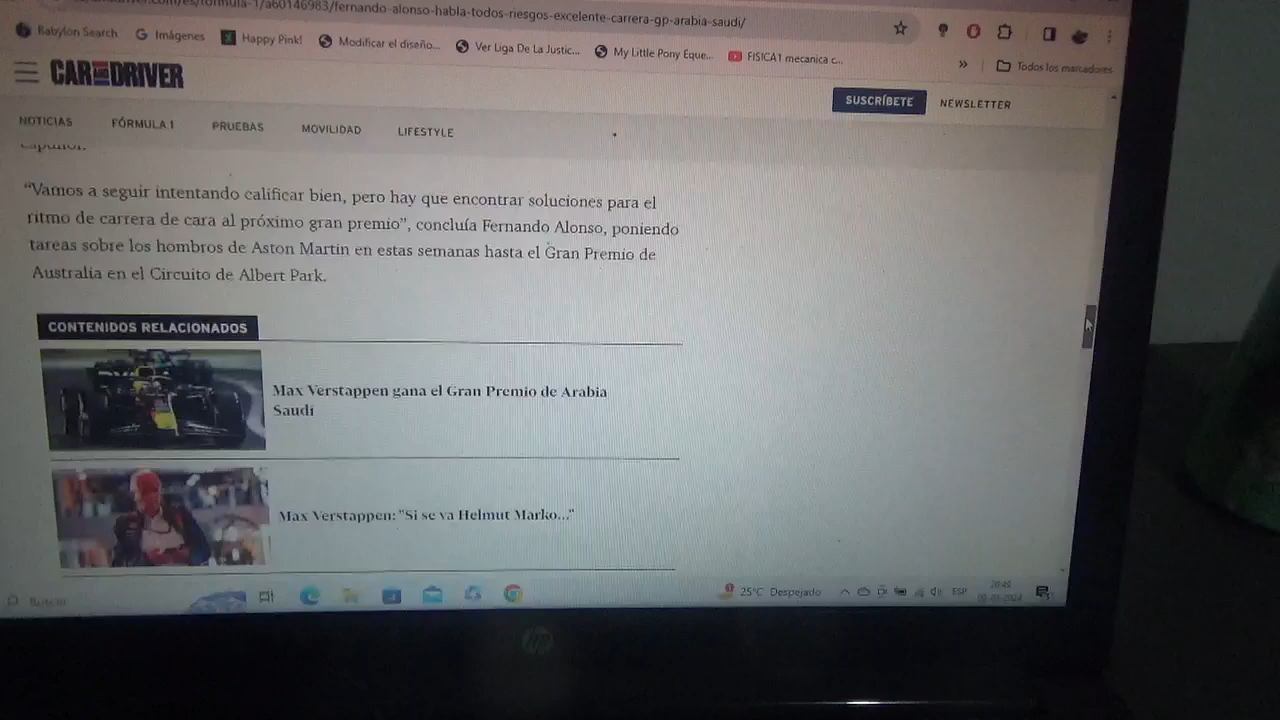 a60146983/fernando-alonso-habla-todos-riesgos-excelente-carrera-gp-arabia-saudi/
Babylon Search Imágenes Happy Pink! Modificar el diseño... Ver Liga De La Justic... My Little Pony Eque... FISICA1 mecanica c... » Todos los marcadores
CAR AND DRIVER SUSCRÍBETE NEWSLETTER
NOTICIAS FÓRMULA 1 PRUEBAS MOVILIDAD LIFESTYLE
“Vamos a seguir intentando calificar bien, pero hay que encontrar soluciones para el
ritmo de carrera de cara al próximo gran premio”, concluía Fernando Alonso, poniendo
tareas sobre los hombros de Aston Martin en estas semanas hasta el Gran Premio de
Australia en el Circuito de Albert Park.
CONTENIDOS RELACIONADOS
Max Verstappen gana el Gran Premio de Arabia
Saudí
Max Verstappen: "Si se va Helmut Marko..."
Buscar 25°C Despejado ESP
hp